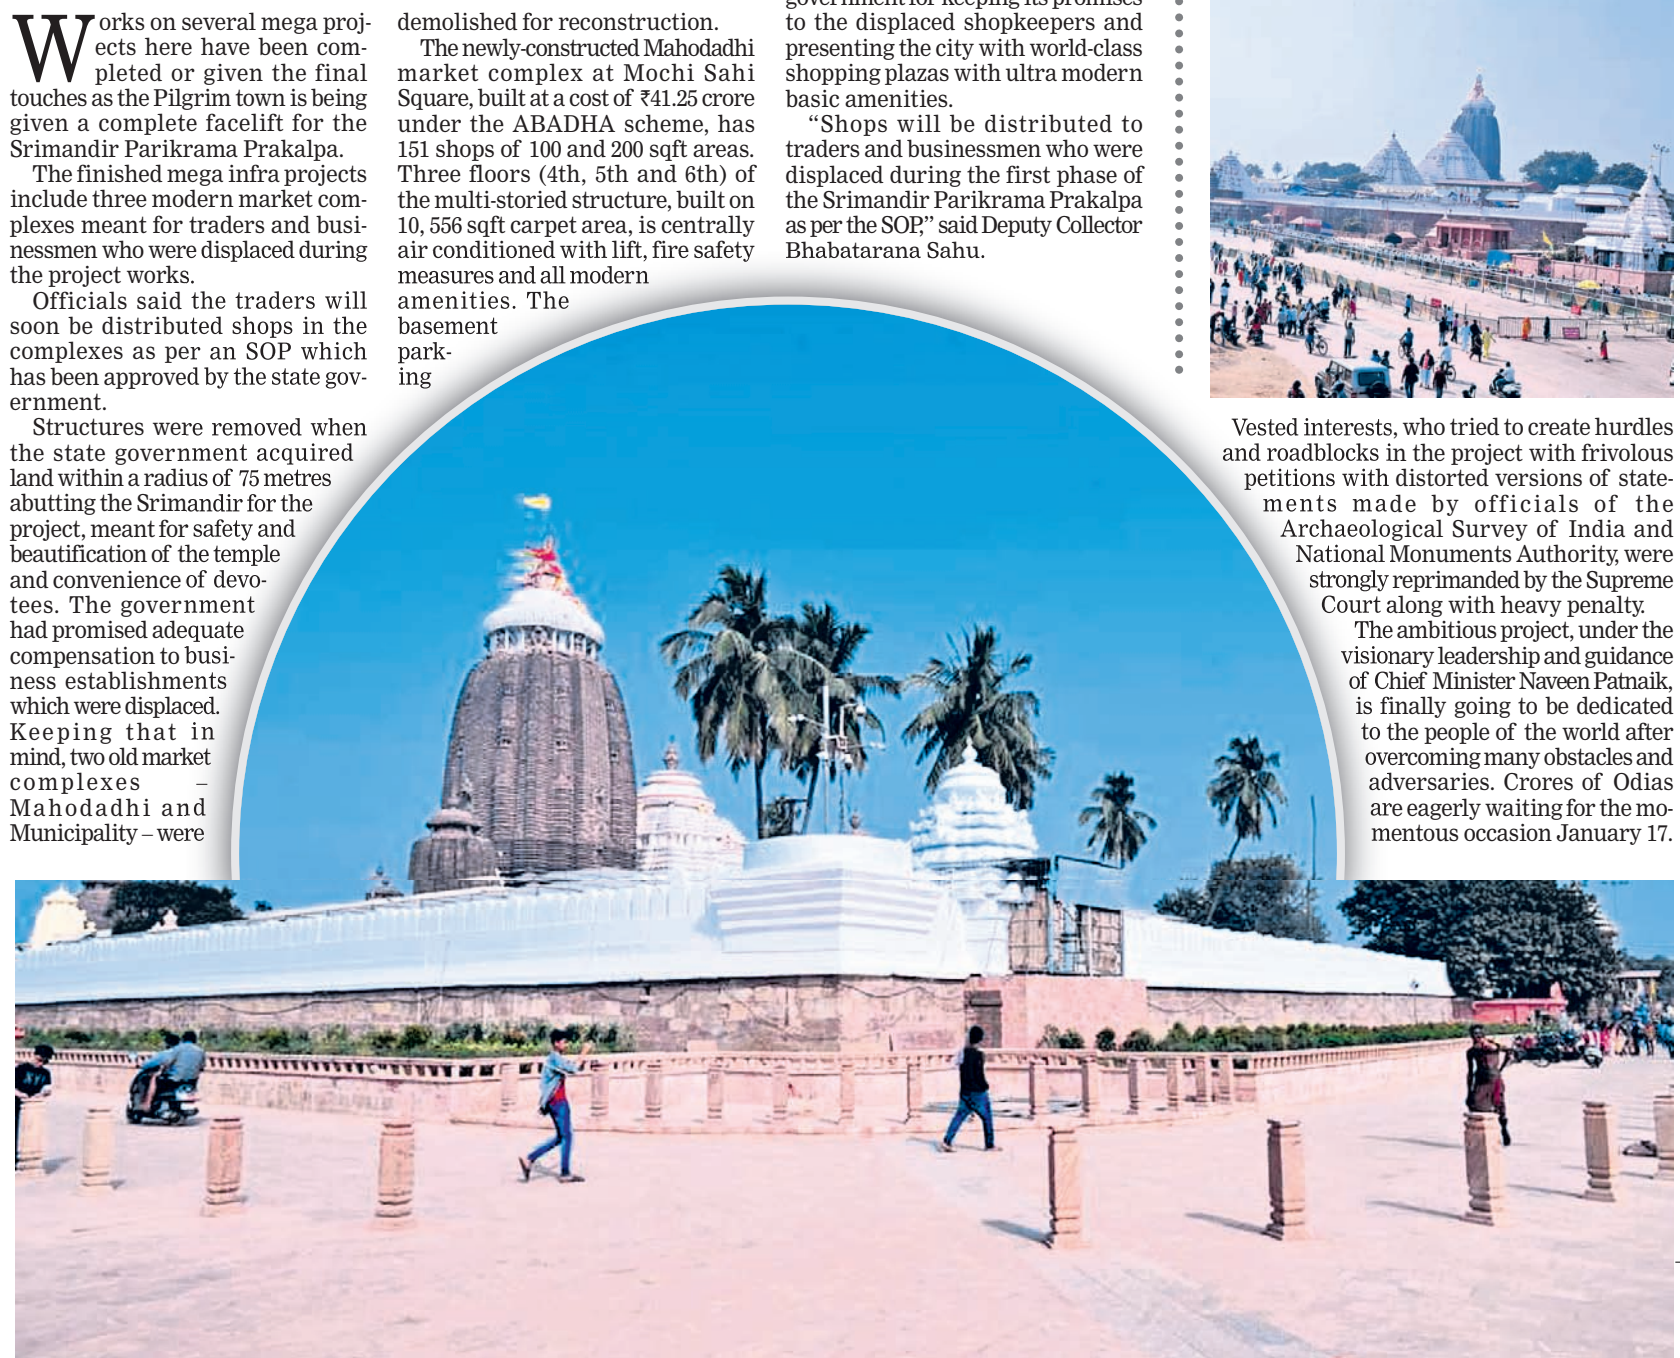 Works on several mega proj-
ects here have been com-
pleted or given the final
touches as the Pilgrim town is being
given a complete facelift for the
Srimandir Parikrama Prakalpa.
The finished mega infra projects
include three modern market com-
plexes meant for traders and busi-
nessmen who were displaced during
the project works.
Officials said the traders will
soon be distributed shops in the
complexes as per an SOP which
has been approved by the state gov-
ernment.
Structures were removed when
the state government acquired
land within a radius of 75 metres
abutting the Srimandir for the
project, meant for safety and
beautification of the temple
and convenience of devo-
tees. The government
had promised adequate
compensation to busi-
ness establishments
which were displaced.
Keeping that in
mind, two old market
complexes –
Mahodadhi and
Municipality – were
demolished for reconstruction.
The newly-constructed Mahodadhi
market complex at Mochi Sahi
Square, built at a cost of ₹41.25 crore
under the ABADHA scheme, has
151 shops of 100 and 200 sqft areas.
Three floors (4th, 5th and 6th) of
the multi-storied structure, built on
10, 556 sqft carpet area, is centrally
air conditioned with lift, fire safety
measures and all modern
amenities. The
basement
park-
ing
government for keeping its promises
to the displaced shopkeepers and
presenting the city with world-class
shopping plazas with ultra modern
basic amenities.
“Shops will be distributed to
traders and businessmen who were
displaced during the first phase of
the Srimandir Parikrama Prakalpa
as per the SOP,” said Deputy Collector
Bhabatarana Sahu.
Vested interests, who tried to create hurdles
and roadblocks in the project with frivolous
petitions with distorted versions of state-
ments made by officials of the
Archaeological Survey of India and
National Monuments Authority, were
strongly reprimanded by the Supreme
Court along with heavy penalty.
The ambitious project, under the
visionary leadership and guidance
of Chief Minister Naveen Patnaik,
is finally going to be dedicated
to the people of the world after
overcoming many obstacles and
adversaries. Crores of Odias
are eagerly waiting for the mo-
mentous occasion January 17.